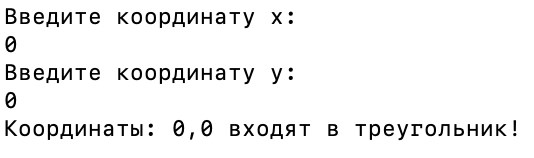 Введите координату x:
0
Введите координату y:
0
Координаты: 0,0 входят в треугольник!